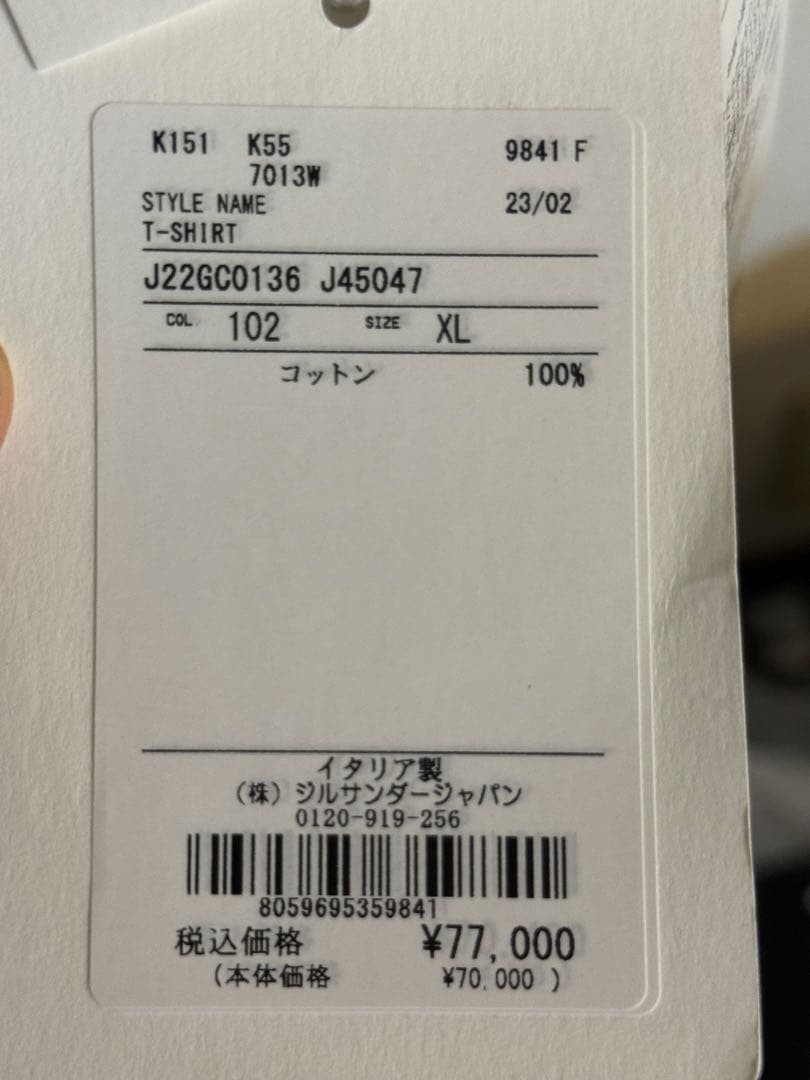 K151 K55 9841 F
7013W
STYLE NAME 23/02
T-SHIRT
J22GC0136 J45047
COL. 102 SIZE XL
コットン 100%
イタリア製
（株）ジルサンダージャパン
0120-919-256
8059695359841
税込価格 ¥77,000
（本体価格 ¥70,000 ）